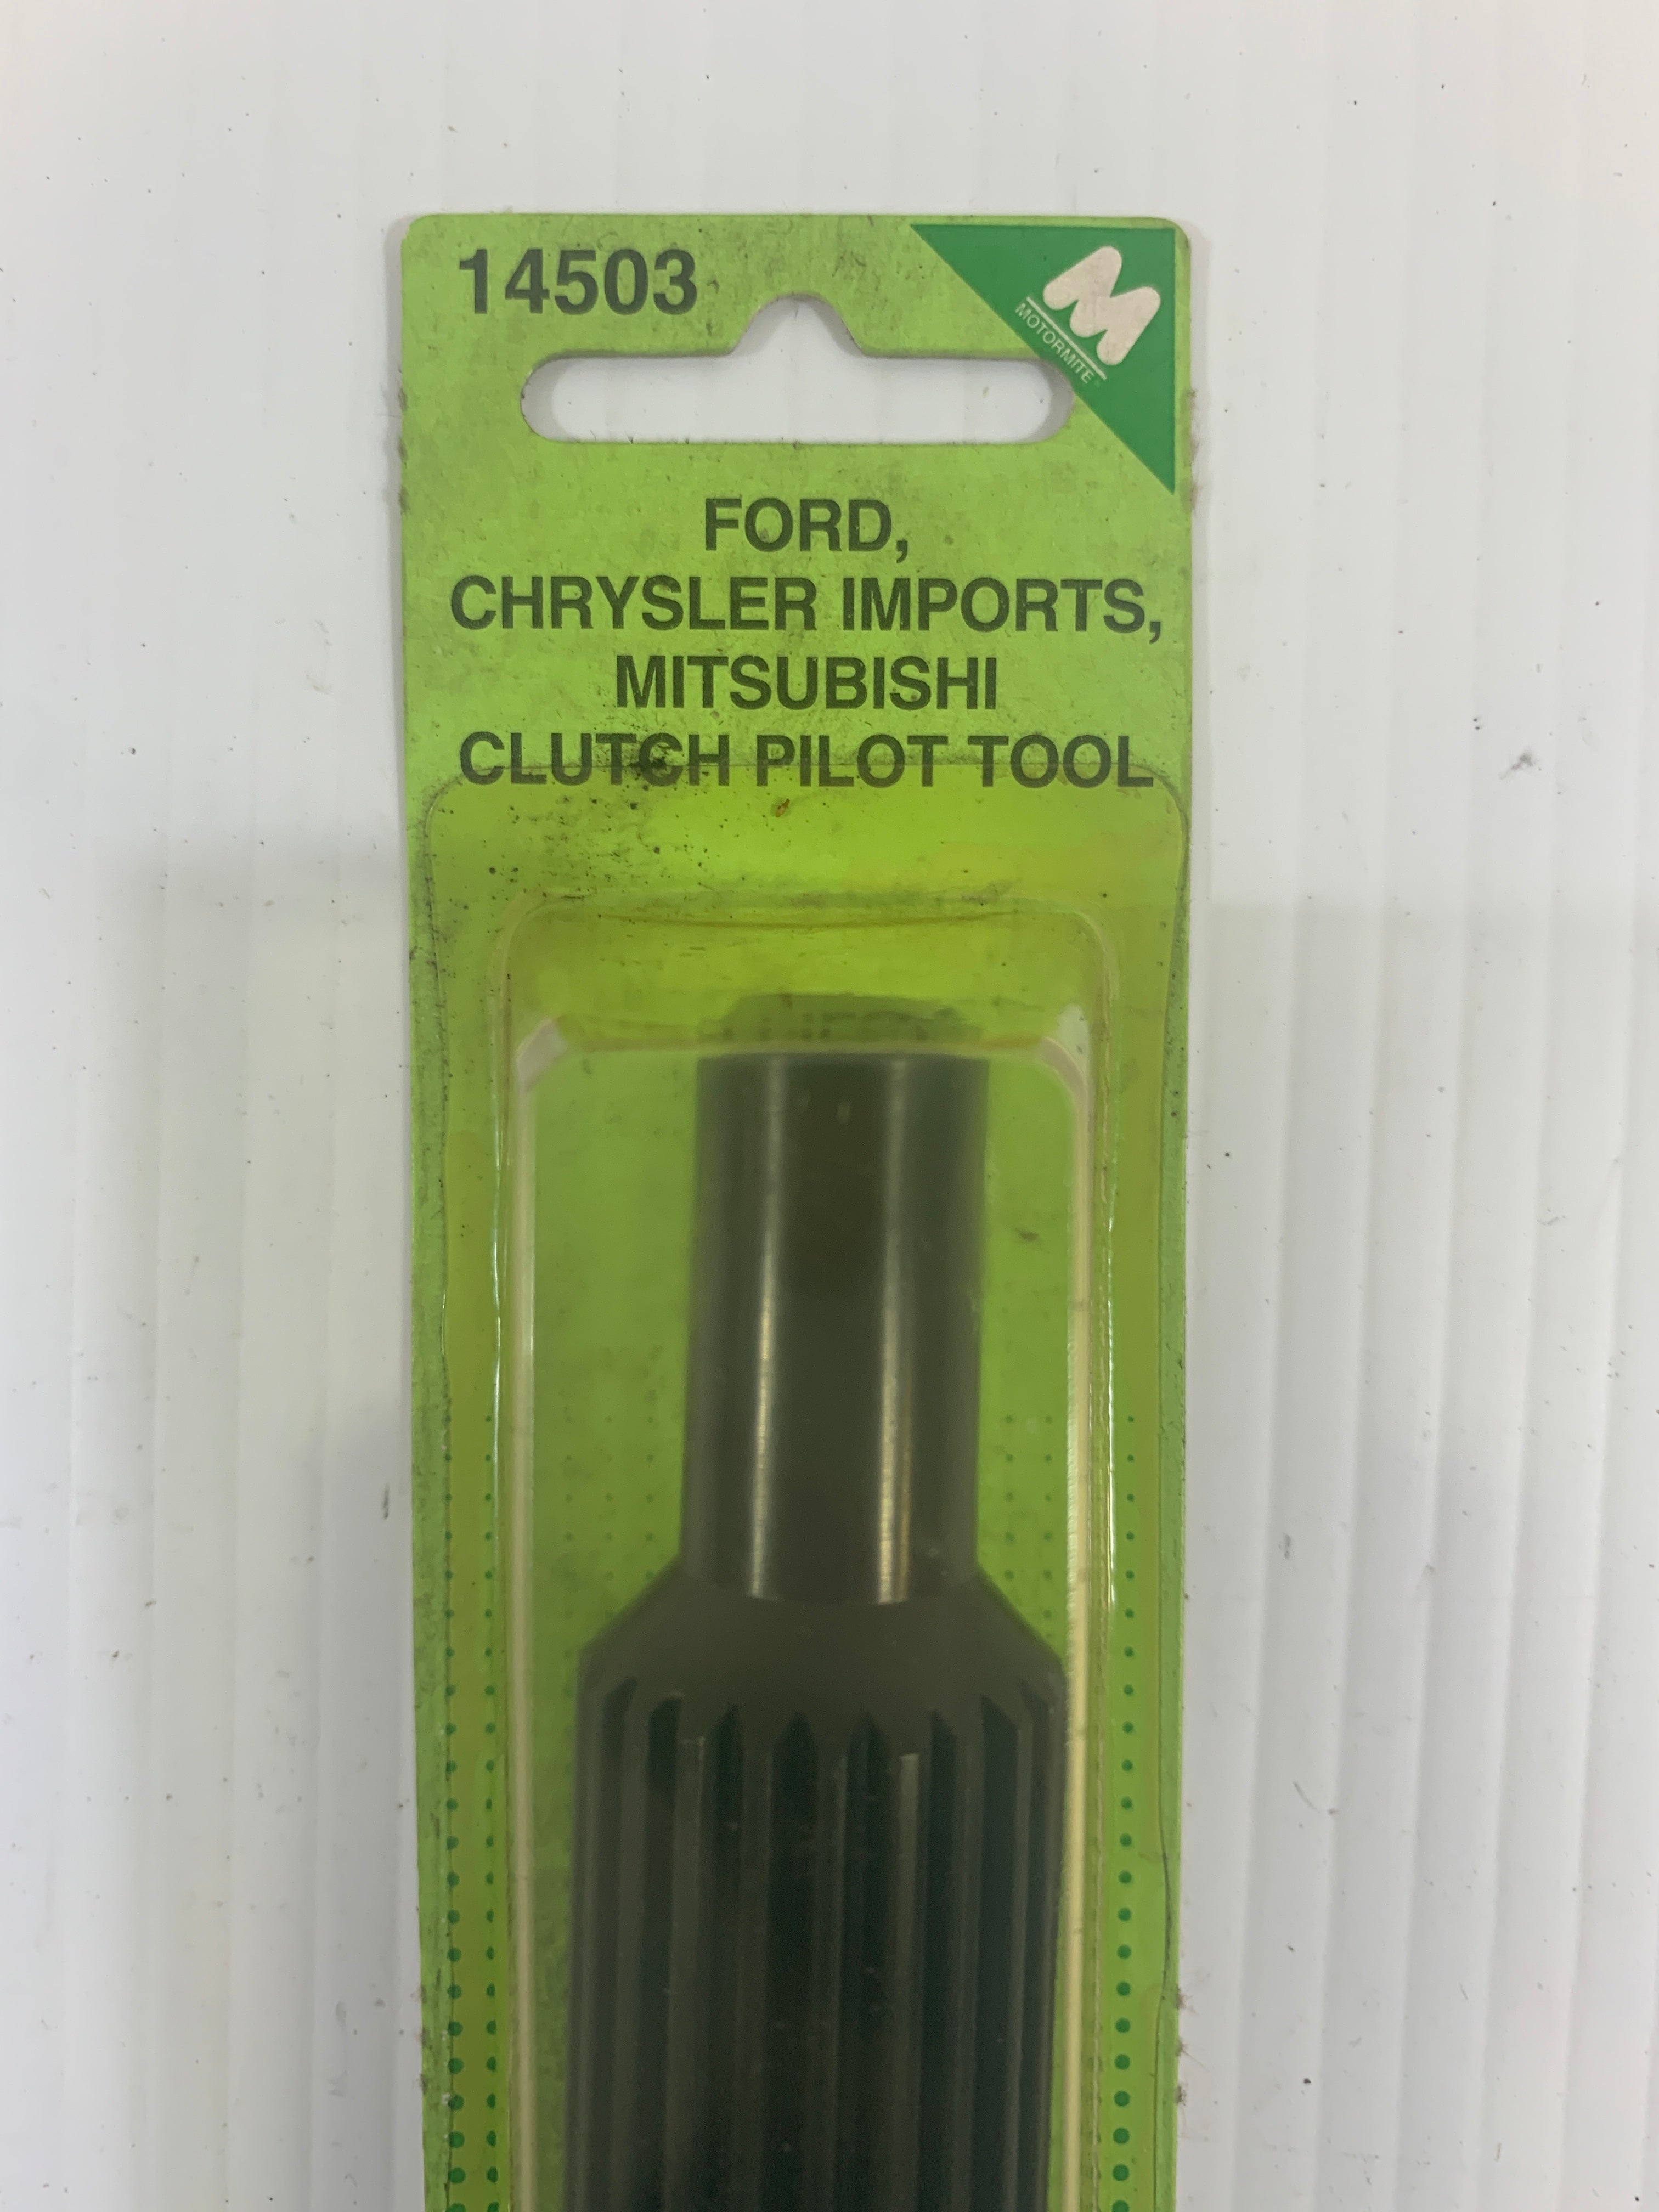 14503
M
MOTORMITE
FORD,
CHRYSLER IMPORTS,
MITSUBISHI
CLUTCH PILOT TOOL